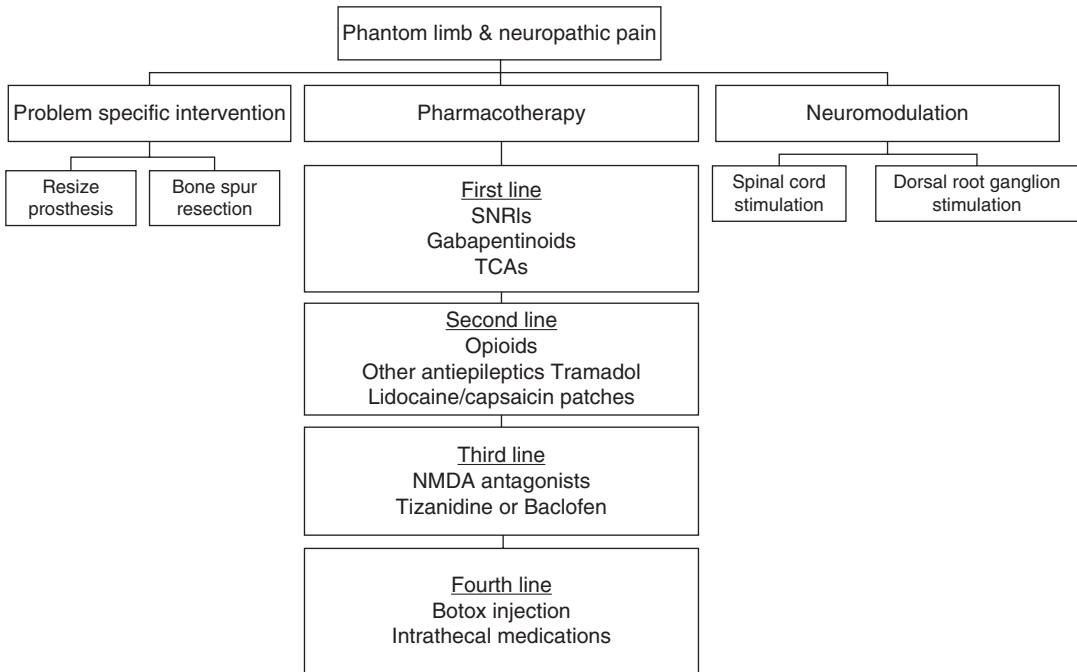 Phantom limb & neuropathic pain
Problem specific intervention
Pharmacotherapy
Neuromodulation
Resize
prosthesis
Bone spur
resection
First line
SNRIs
Gabapentinoids
TCAs
Spinal cord
stimulation
Dorsal root ganglion
stimulation
Second line
Opioids
Other antiepileptics Tramadol
Lidocaine/capsaicin patches
Third line
NMDA antagonists
Tizanidine or Baclofen
Fourth line
Botox injection
Intrathecal medications